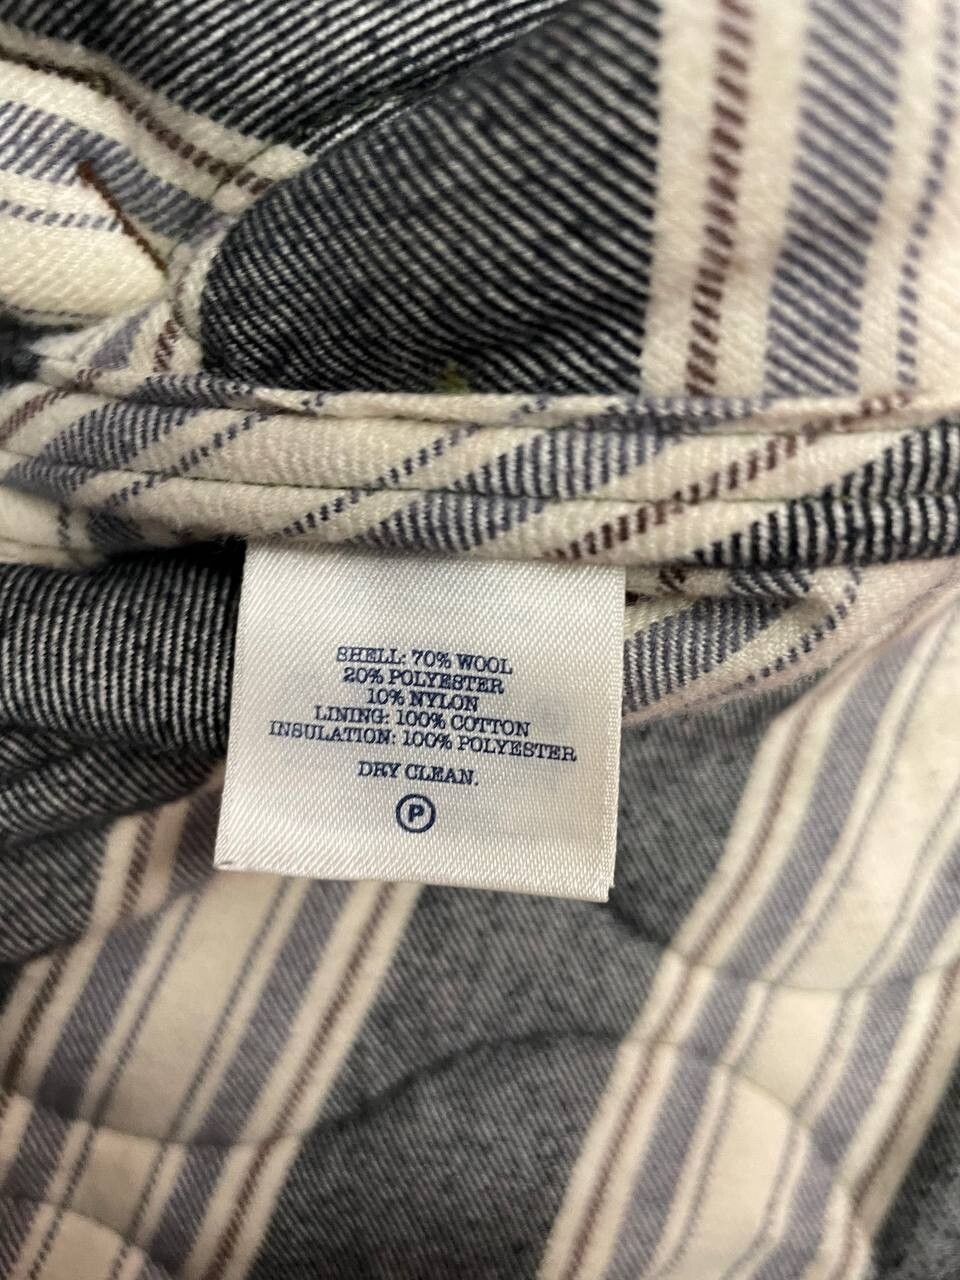 SHELL: 70% WOOL
20% POLYESTER
10% NYLON
LINING: 100% COTTON
INSULATION: 100% POLYESTER
DRY CLEAN.
P